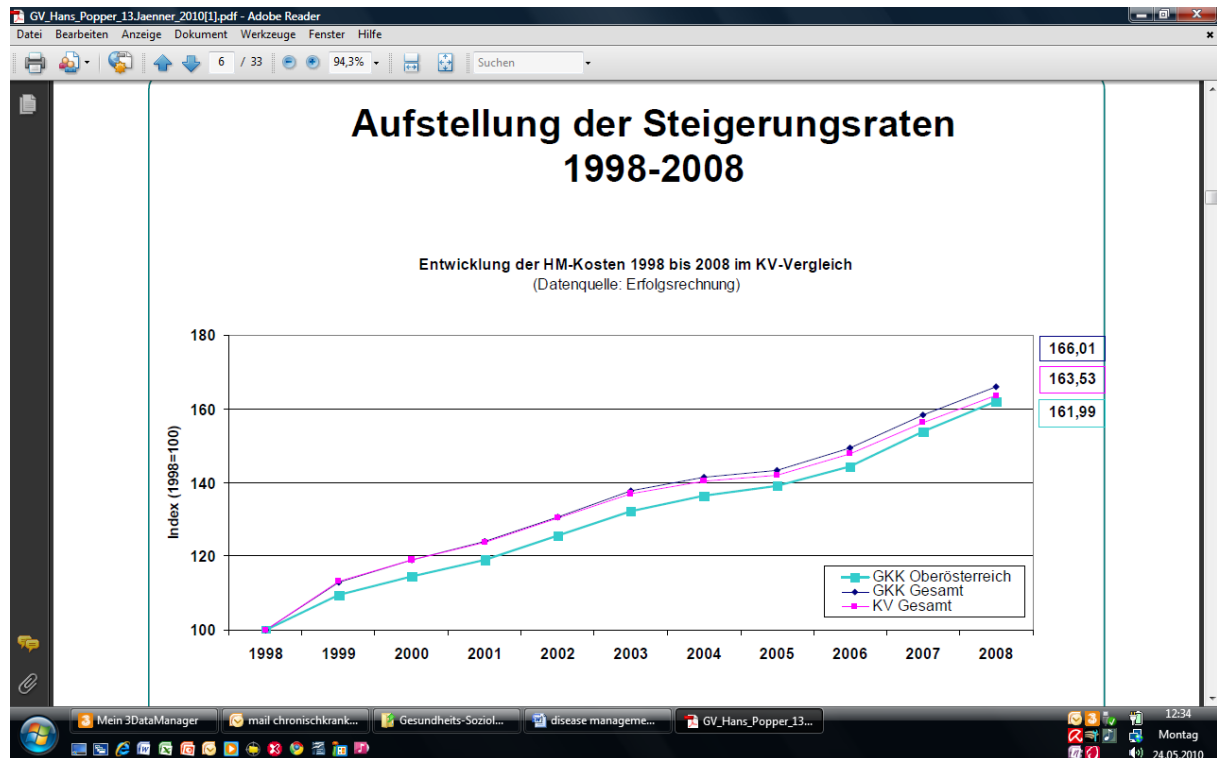 GV_Hans_Popper_13.Jaenner_2010[1].pdf - Adobe Reader
Datei Bearbeiten Anzeige Dokument Werkzeuge Fenster Hilfe
6 / 33 94,3% Suchen
Aufstellung der Steigerungsraten
1998-2008
Entwicklung der HM-Kosten 1998 bis 2008 im KV-Vergleich
(Datenquelle: Erfolgsrechnung)
Index (1998=100)
180
160
140
120
100
166,01
163,53
161,99
GKK Oberösterreich
GKK Gesamt
KV Gesamt
1998 1999 2000 2001 2002 2003 2004 2005 2006 2007 2008
Mein 3DataManager mail chronischkrank... Gesundheits-Soziol... disease manageme... GV_Hans_Popper_13...
12:34
Montag
24.05.2010